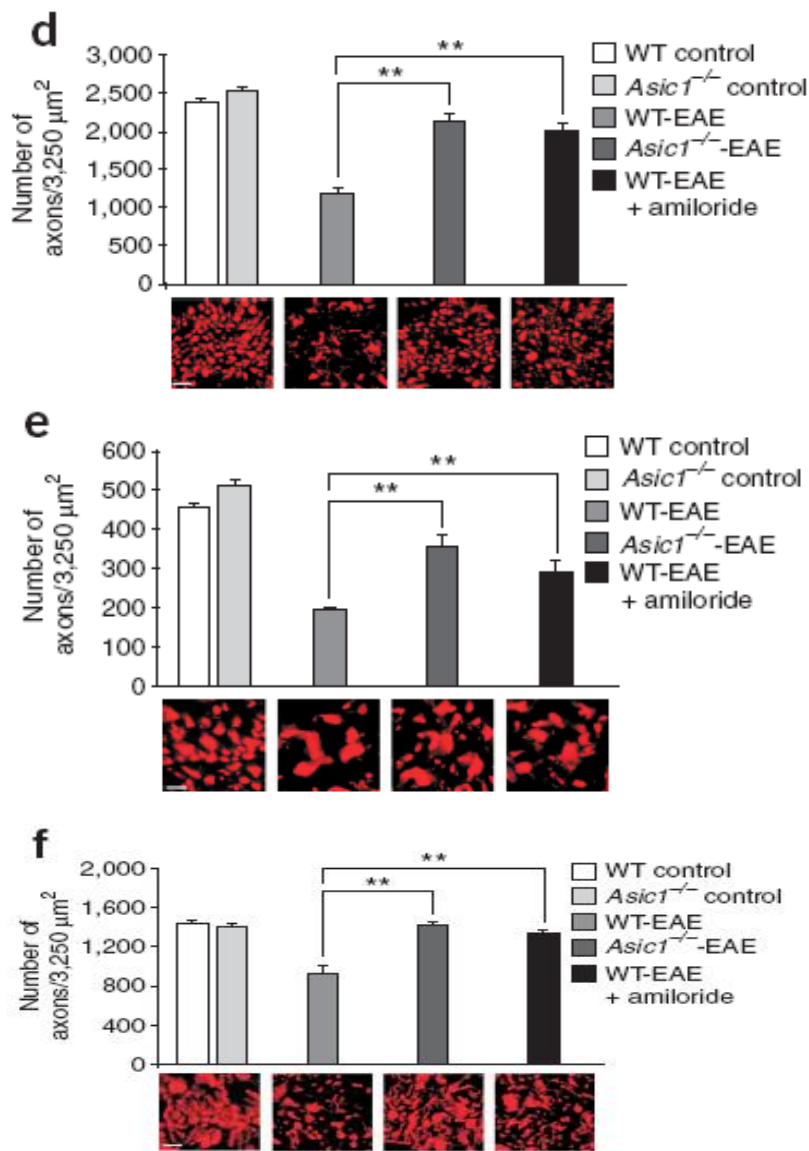 d
3,000
2,500
2,000
1,500
1,000
500
0
Number of
axons/3,250 μm²
**
**
WT control
Asic1⁻/⁻ control
WT-EAE
Asic1⁻/⁻-EAE
WT-EAE
+ amiloride
e
600
500
400
300
200
100
0
Number of
axons/3,250 μm²
**
**
WT control
Asic1⁻/⁻ control
WT-EAE
Asic1⁻/⁻-EAE
WT-EAE
+ amiloride
f
2,000
1,600
1,200
800
400
0
Number of
axons/3,250 μm²
**
**
WT control
Asic1⁻/⁻ control
WT-EAE
Asic1⁻/⁻-EAE
WT-EAE
+ amiloride